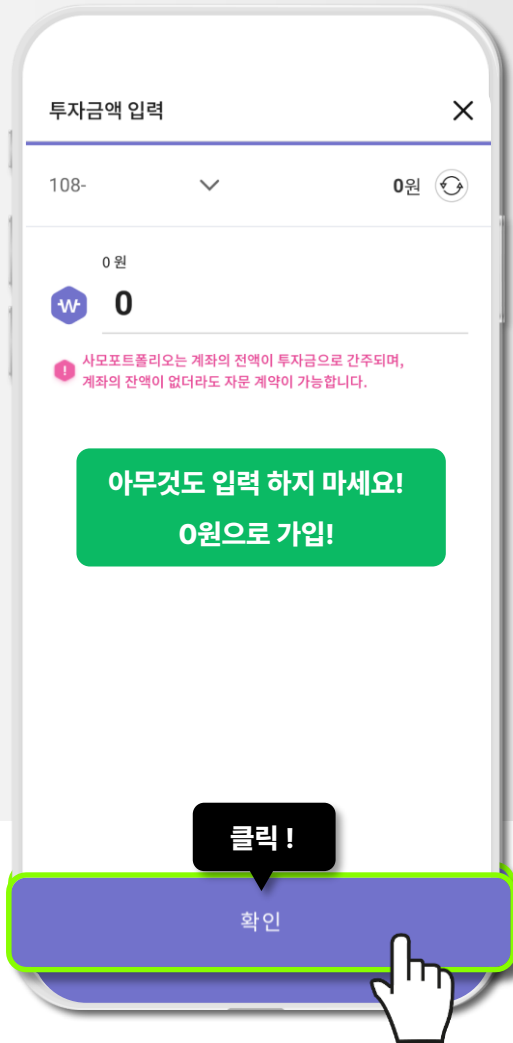 투자금액 입력
108-
0원
0 원
0
사모포트폴리오는 계좌의 전액이 투자금으로 간주되며,
계좌의 잔액이 없더라도 자문 계약이 가능합니다.
아무것도 입력 하지 마세요!
0원으로 가입!
클릭 !
확인